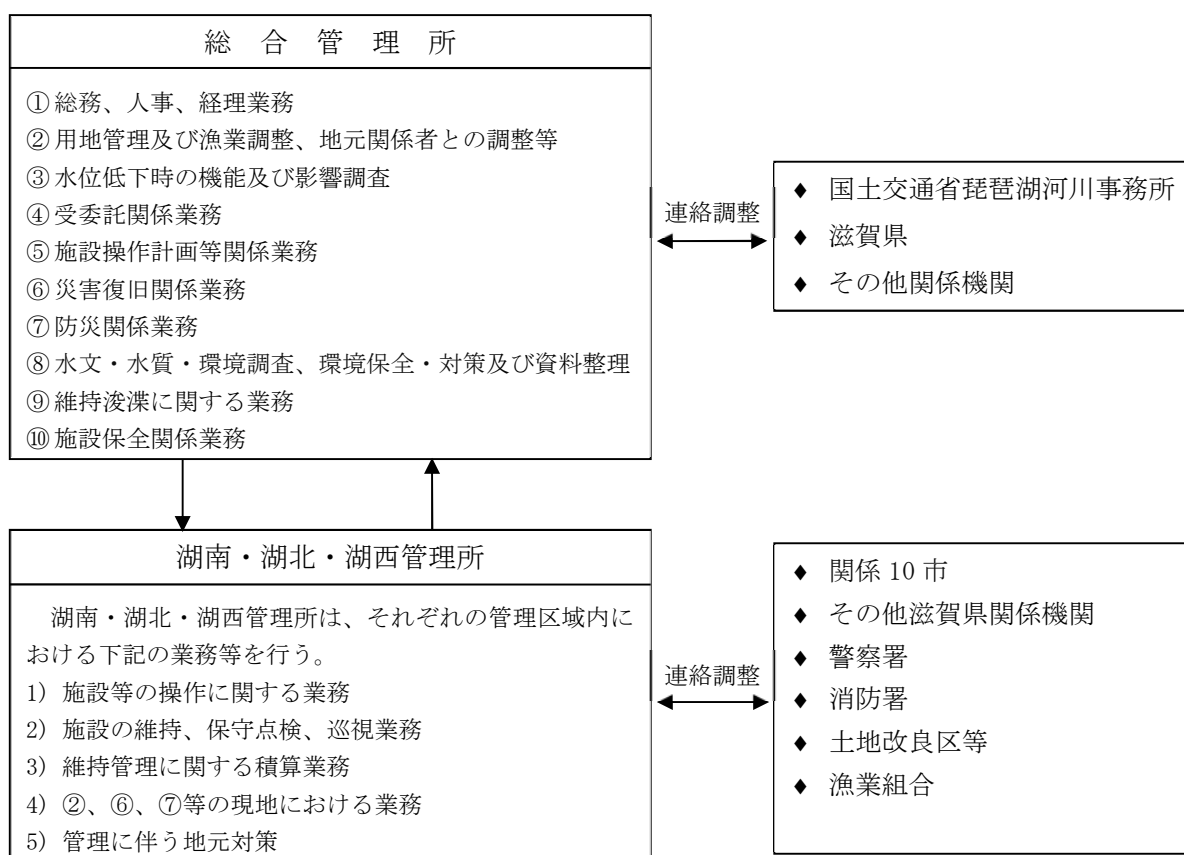 総合管理所
①総務、人事、経理業務
②用地管理及び漁業調整、地元関係者との調整等
③水位低下時の機能及び影響調査
④受委託関係業務
⑤施設操作計画等関係業務
⑥災害復旧関係業務
⑦防災関係業務
⑧水文・水質・環境調査、環境保全・対策及び資料整理
⑨維持浚渫に関する業務
⑩施設保全関係業務
連絡調整
♦ 国土交通省琵琶湖河川事務所
♦ 滋賀県
♦ その他関係機関
湖南・湖北・湖西管理所
湖南・湖北・湖西管理所は、それぞれの管理区域内に
おける下記の業務等を行う。
1) 施設等の操作に関する業務
2) 施設の維持、保守点検、巡視業務
3) 維持管理に関する積算業務
4) ②、⑥、⑦等の現地における業務
5) 管理に伴う地元対策
連絡調整
♦ 関係10市
♦ その他滋賀県関係機関
♦ 警察署
♦ 消防署
♦ 土地改良区等
♦ 漁業組合